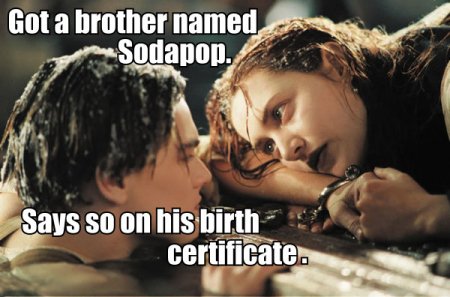 Got a brother named
Sodapop.
Says so on his birth
certificate.